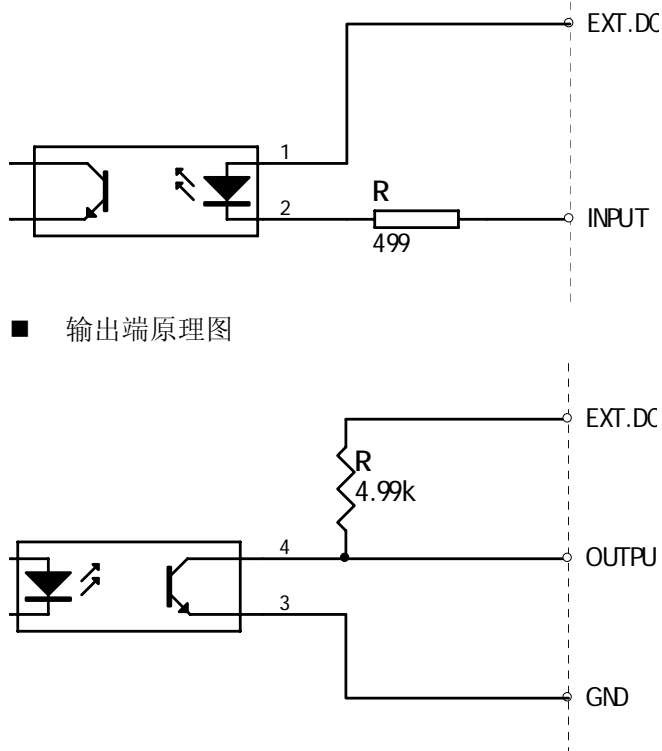 EXT.DC
1
R
2
INPUT
499
■ 输出端原理图
EXT.DC
R
4.99k
4
OUTPU
3
GND